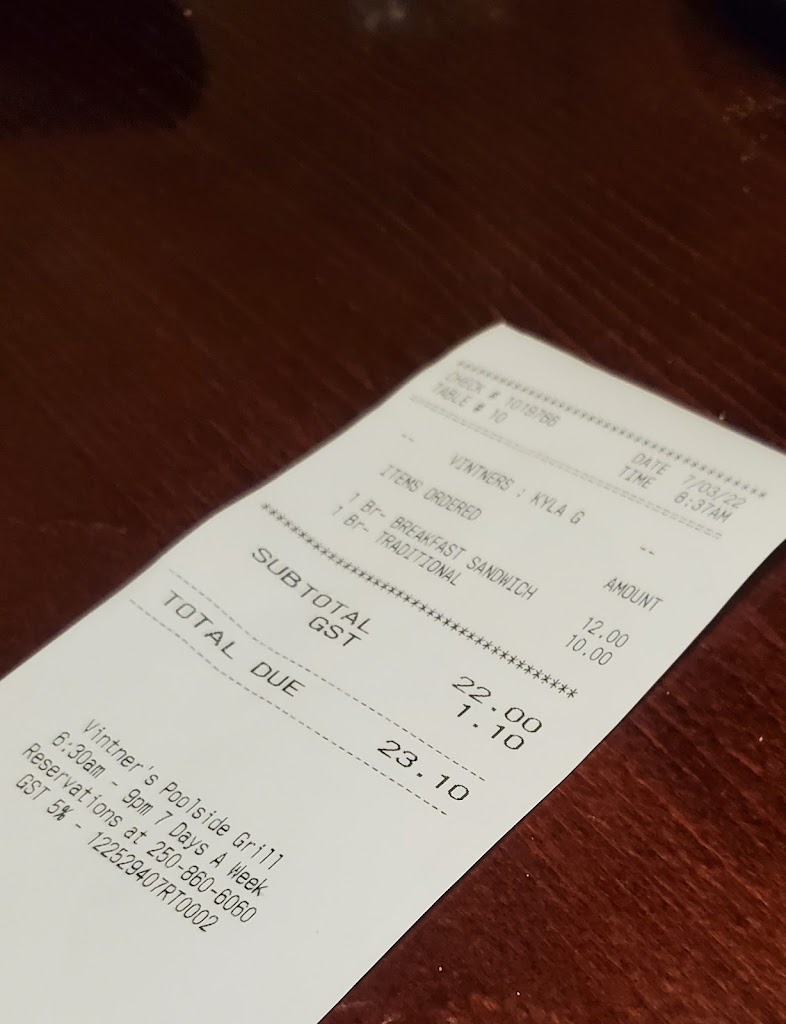 ************************************
CHECK # 1019766 DATE 7/03/22
TABLE # 10 TIME 8:37AM
====================================
-- VINTNERS : KYLA G --
ITEMS ORDERED AMOUNT
1 Br- BREAKFAST SANDWICH 12.00
1 Br- TRADITIONAL 10.00
************************************
SUBTOTAL 22.00
GST 1.10
------------------------------------
TOTAL DUE 23.10
------------------------------------
Vintner's Poolside Grill
6:30am - 9pm 7 Days A Week
Reservations at 250-860-6060
GST 5% - 122529407RT0002